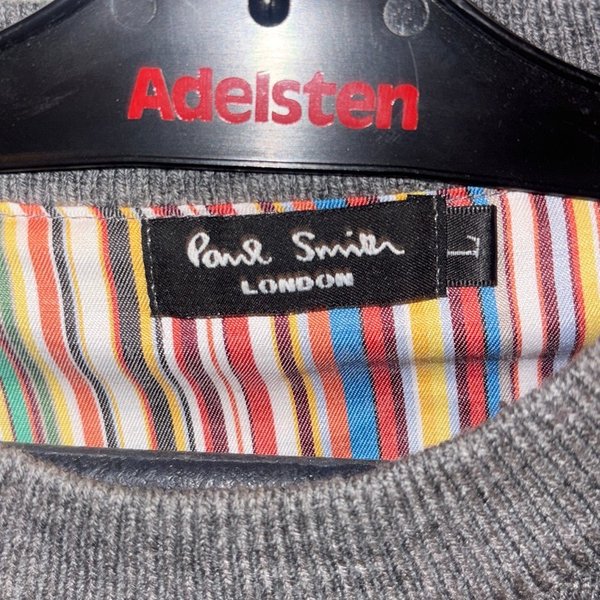 Adelsten
Paul Smith
LONDON
L